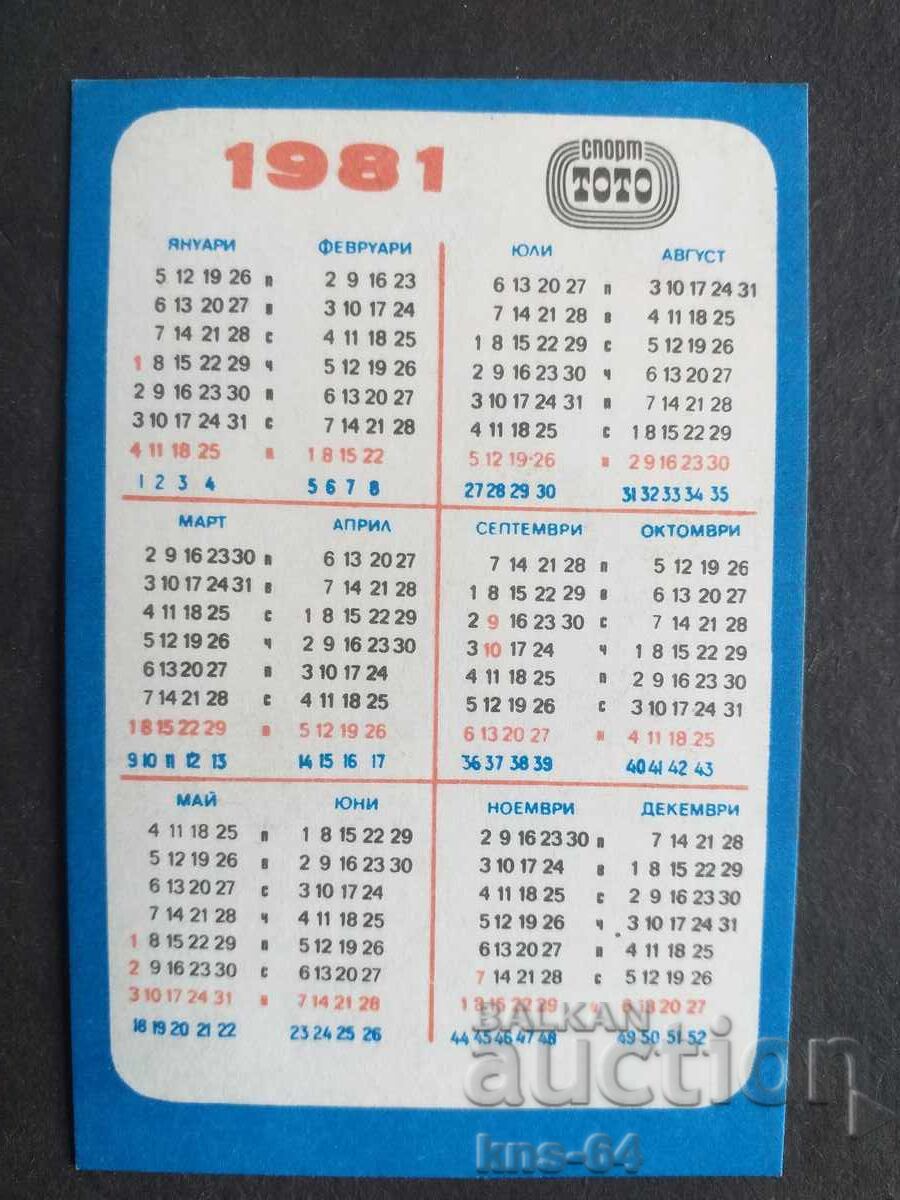 1981
спорт
ТОТО
ЯНУАРИ ФЕВРУАРИ
5 12 19 26 п 2 9 16 23
6 13 20 27 в 3 10 17 24
7 14 21 28 с 4 11 18 25
1 8 15 22 29 ч 5 12 19 26
2 9 16 23 30 п 6 13 20 27
3 10 17 24 31 с 7 14 21 28
4 11 18 25 н 1 8 15 22
1 2 3 4 5 6 7 8
МАРТ АПРИЛ
2 9 16 23 30 п 6 13 20 27
3 10 17 24 31 в 7 14 21 28
4 11 18 25 с 1 8 15 22 29
5 12 19 26 ч 2 9 16 23 30
6 13 20 27 п 3 10 17 24
7 14 21 28 с 4 11 18 25
1 8 15 22 29 н 5 12 19 26
9 10 11 12 13 14 15 16 17
МАЙ ЮНИ
4 11 18 25 п 1 8 15 22 29
5 12 19 26 в 2 9 16 23 30
6 13 20 27 с 3 10 17 24
7 14 21 28 ч 4 11 18 25
1 8 15 22 29 п 5 12 19 26
2 9 16 23 30 с 6 13 20 27
3 10 17 24 31 н 7 14 21 28
18 19 20 21 22 23 24 25 26
ЮЛИ АВГУСТ
6 13 20 27 п 3 10 17 24 31
7 14 21 28 в 4 11 18 25
1 8 15 22 29 с 5 12 19 26
2 9 16 23 30 ч 6 13 20 27
3 10 17 24 31 п 7 14 21 28
4 11 18 25 с 1 8 15 22 29
5 12 19 26 н 2 9 16 23 30
27 28 29 30 31 32 33 34 35
СЕПТЕМВРИ ОКТОМВРИ
7 14 21 28 п 5 12 19 26
1 8 15 22 29 в 6 13 20 27
2 9 16 23 30 с 7 14 21 28
3 10 17 24 ч 1 8 15 22 29
4 11 18 25 п 2 9 16 23 30
5 12 19 26 с 3 10 17 24 31
6 13 20 27 н 4 11 18 25
36 37 38 39 40 41 42 43
НОЕМВРИ ДЕКЕМВРИ
2 9 16 23 30 п 7 14 21 28
3 10 17 24 в 1 8 15 22 29
4 11 18 25 с 2 9 16 23 30
5 12 19 26 ч 3 10 17 24 31
6 13 20 27 п 4 11 18 25
7 14 21 28 с 5 12 19 26
1 8 15 22 29 н 6 13 20 27
44 45 46 47 48 49 50 51 52
BALKAN
auction
kns-64